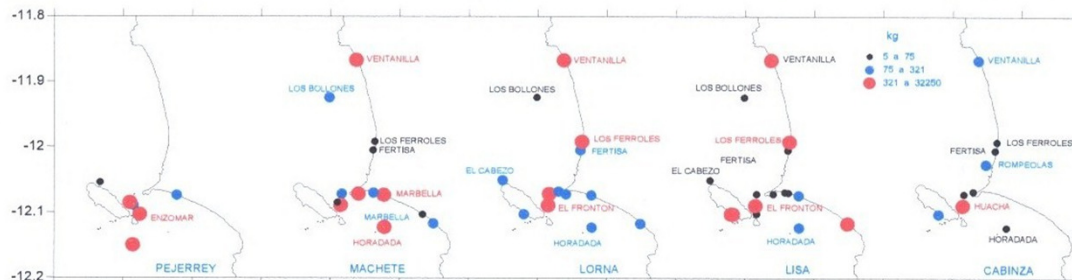 -11.8
-11.9
-12
-12.1
-12.2
ENZOMAR
PEJERREY
VENTANILLA
LOS BOLLONES
LOS FERROLES
FERTISA
MARBELLA
MARBELLA
HORADADA
MACHETE
VENTANILLA
LOS BOLLONES
LOS FERROLES
FERTISA
EL CABEZO
EL FRONTON
HORADADA
LORNA
VENTANILLA
LOS BOLLONES
LOS FERROLES
FERTISA
EL CABEZO
EL FRONTON
HORADADA
LISA
kg
5 a 75
75 a 321
321 a 32250
VENTANILLA
LOS FERROLES
FERTISA
ROMPEOLAS
HUACHA
HORADADA
CABINZA